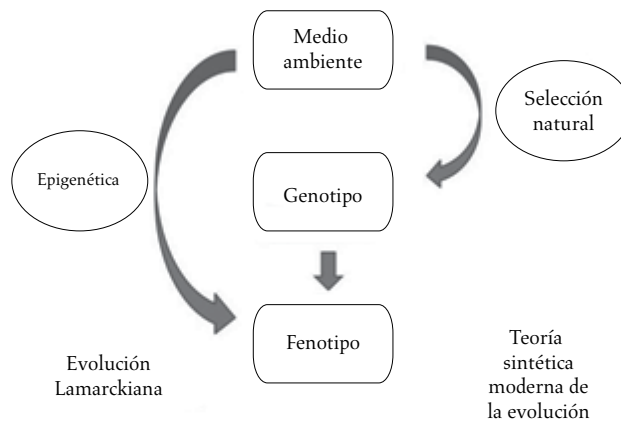 Medio
ambiente
Selección
natural
Epigenética
Genotipo
Fenotipo
Evolución
Lamarckiana
Teoría
sintética
moderna de
la evolución